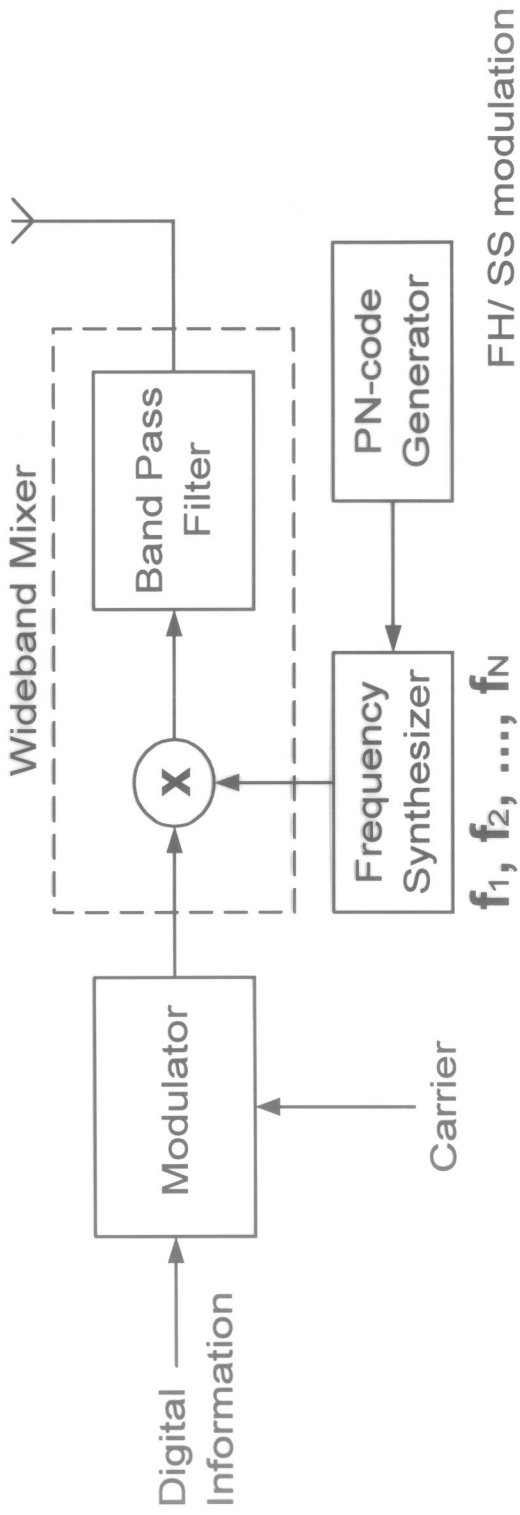 Wideband Mixer
Digital
Information
Modulator
X
Band Pass
Filter
Carrier
Frequency
Synthesizer
PN-code
Generator
f1, f2, ..., fN
FH/ SS modulation